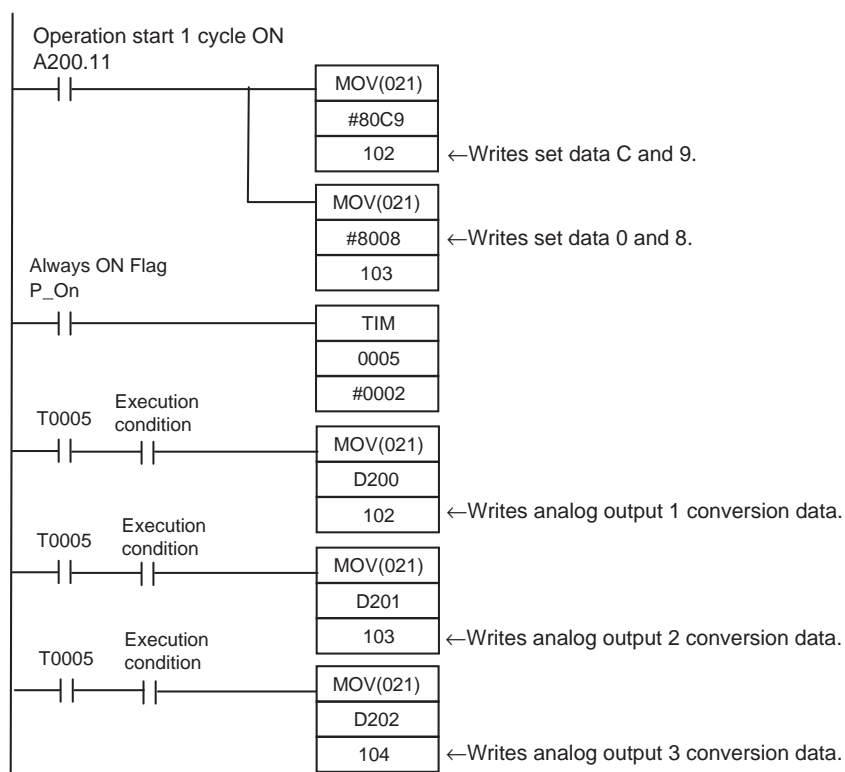 Operation start 1 cycle ON
A200.11
MOV(021)
#80C9
102 ←Writes set data C and 9.
MOV(021)
#8008 ←Writes set data 0 and 8.
103
Always ON Flag
P_On
TIM
0005
#0002
T0005 Execution
condition
MOV(021)
D200
102 ←Writes analog output 1 conversion data.
T0005 Execution
condition
MOV(021)
D201
103 ←Writes analog output 2 conversion data.
T0005 Execution
condition
MOV(021)
D202
104 ←Writes analog output 3 conversion data.